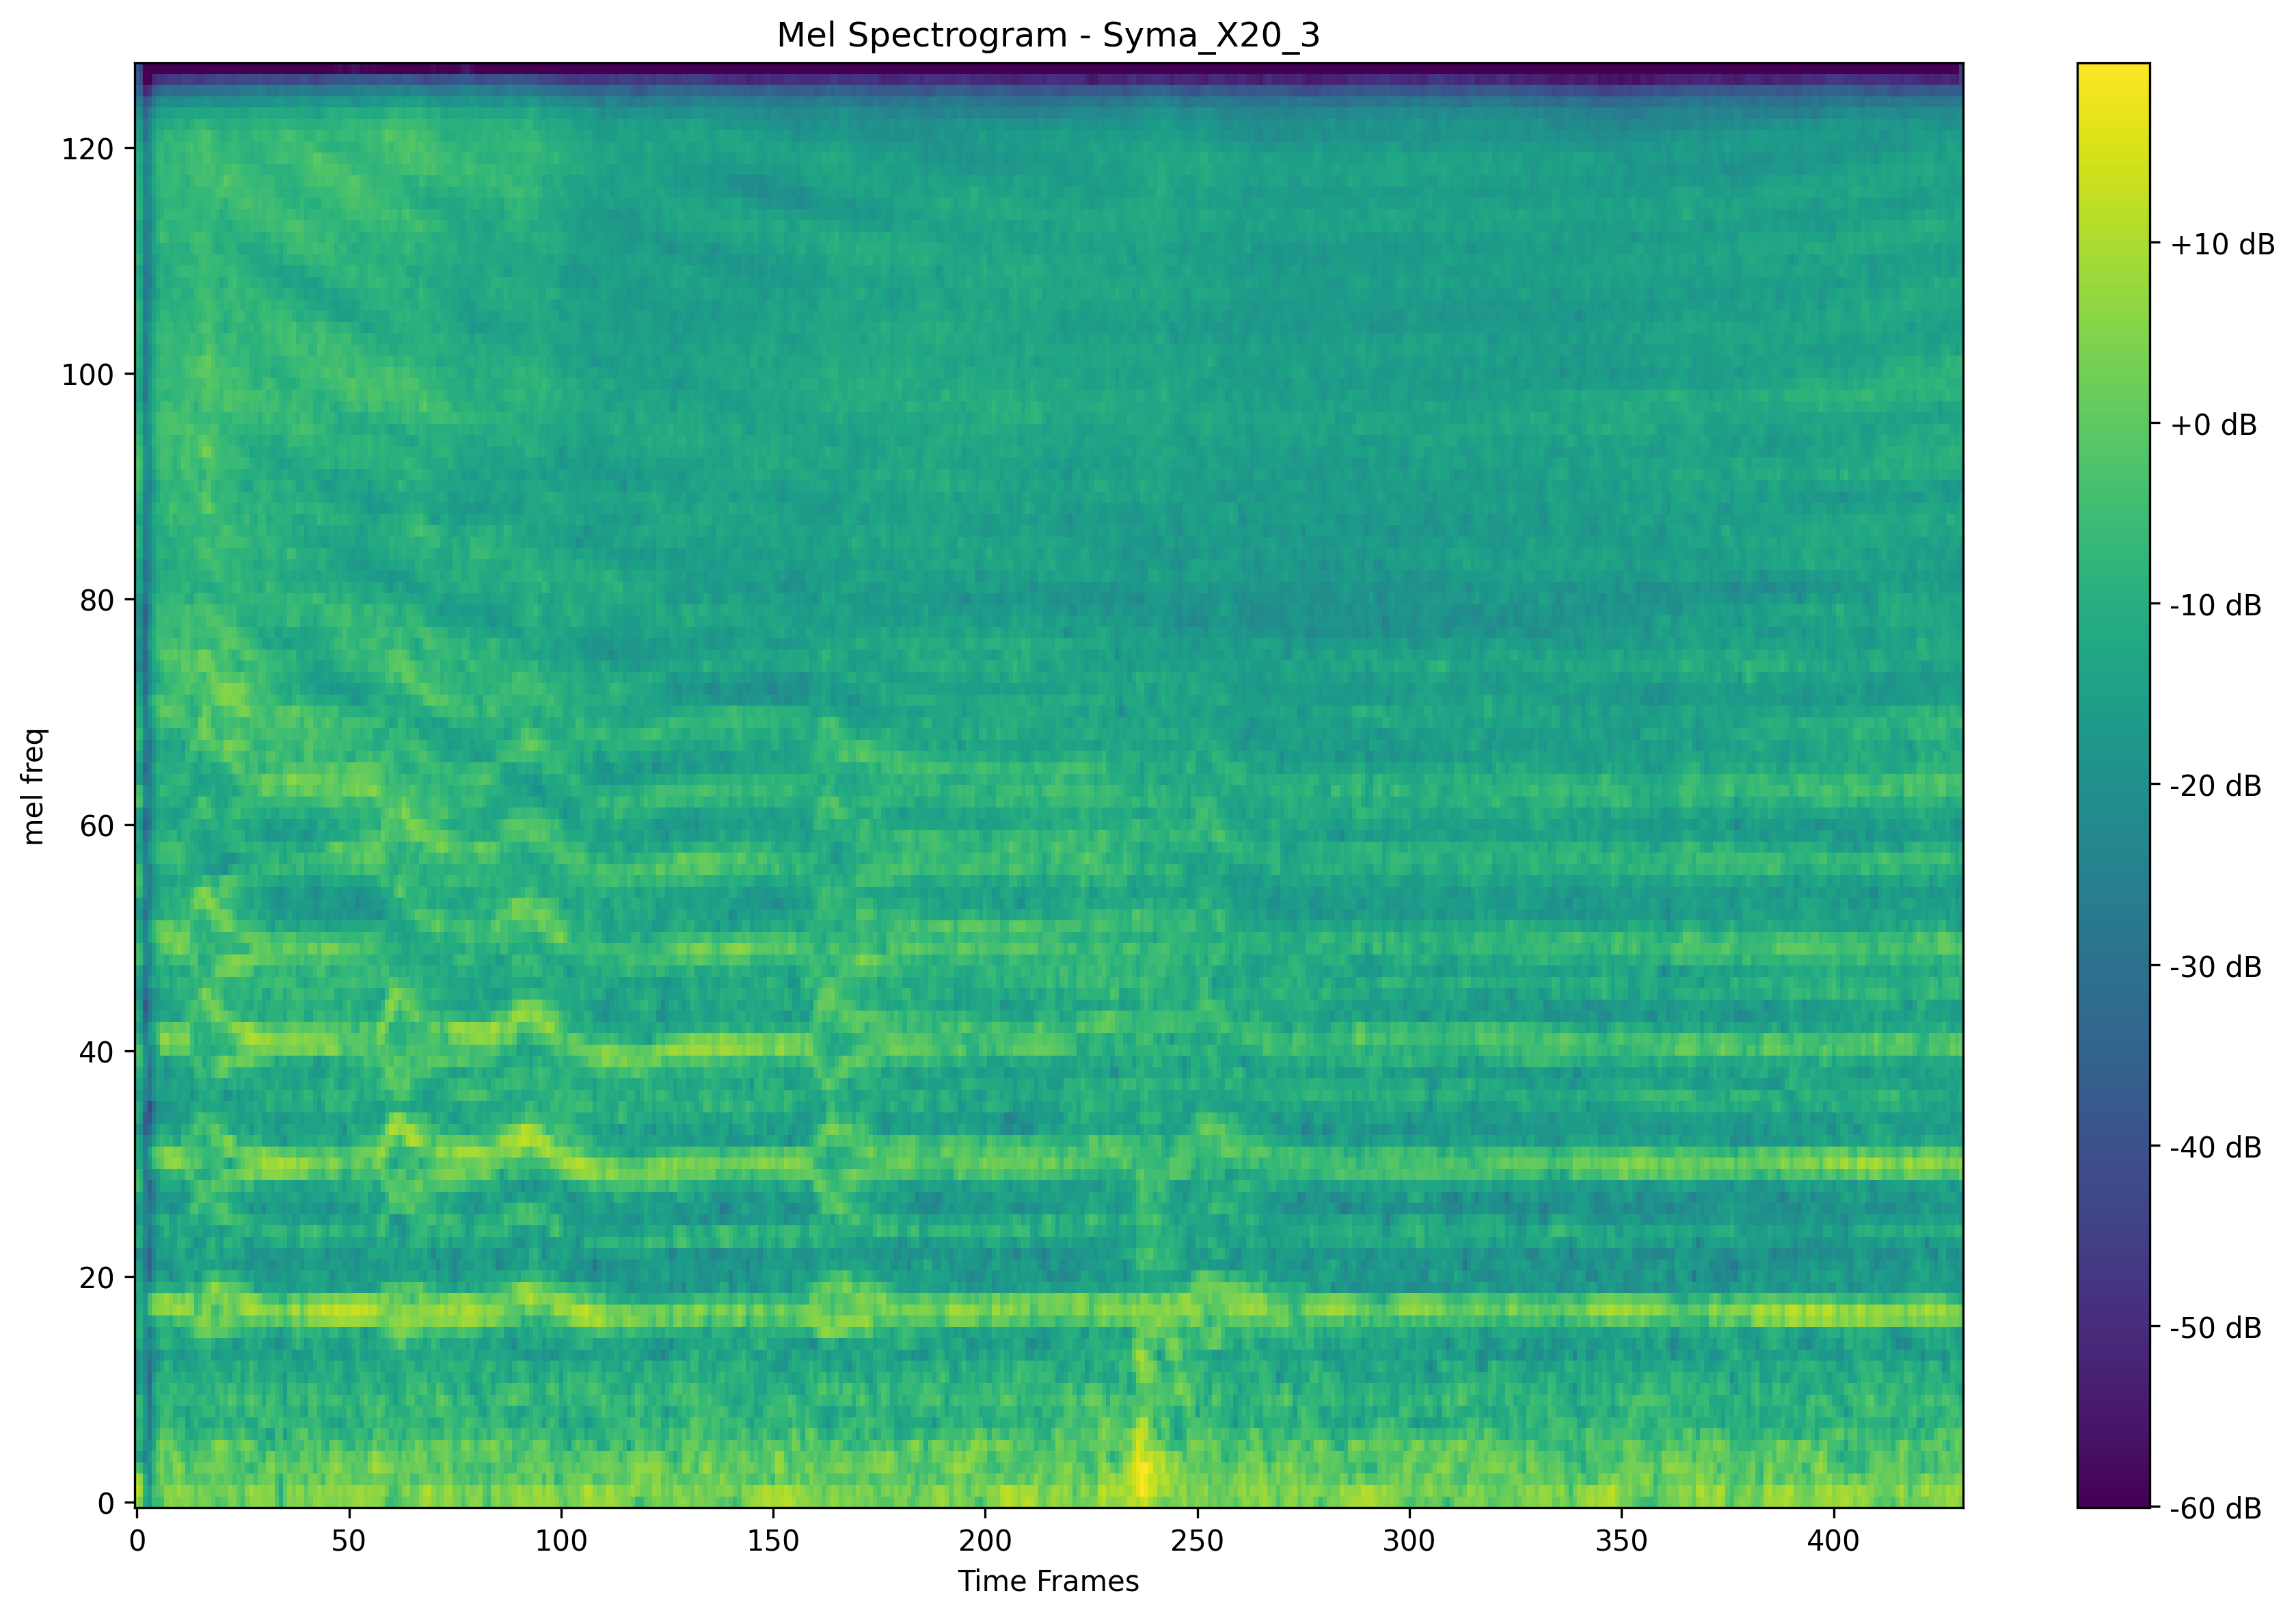 Mel Spectrogram - Syma_X20_3
mel freq
120
100
80
60
40
20
0
0 50 100 150 200 250 300 350 400
Time Frames
+10 dB
+0 dB
-10 dB
-20 dB
-30 dB
-40 dB
-50 dB
-60 dB